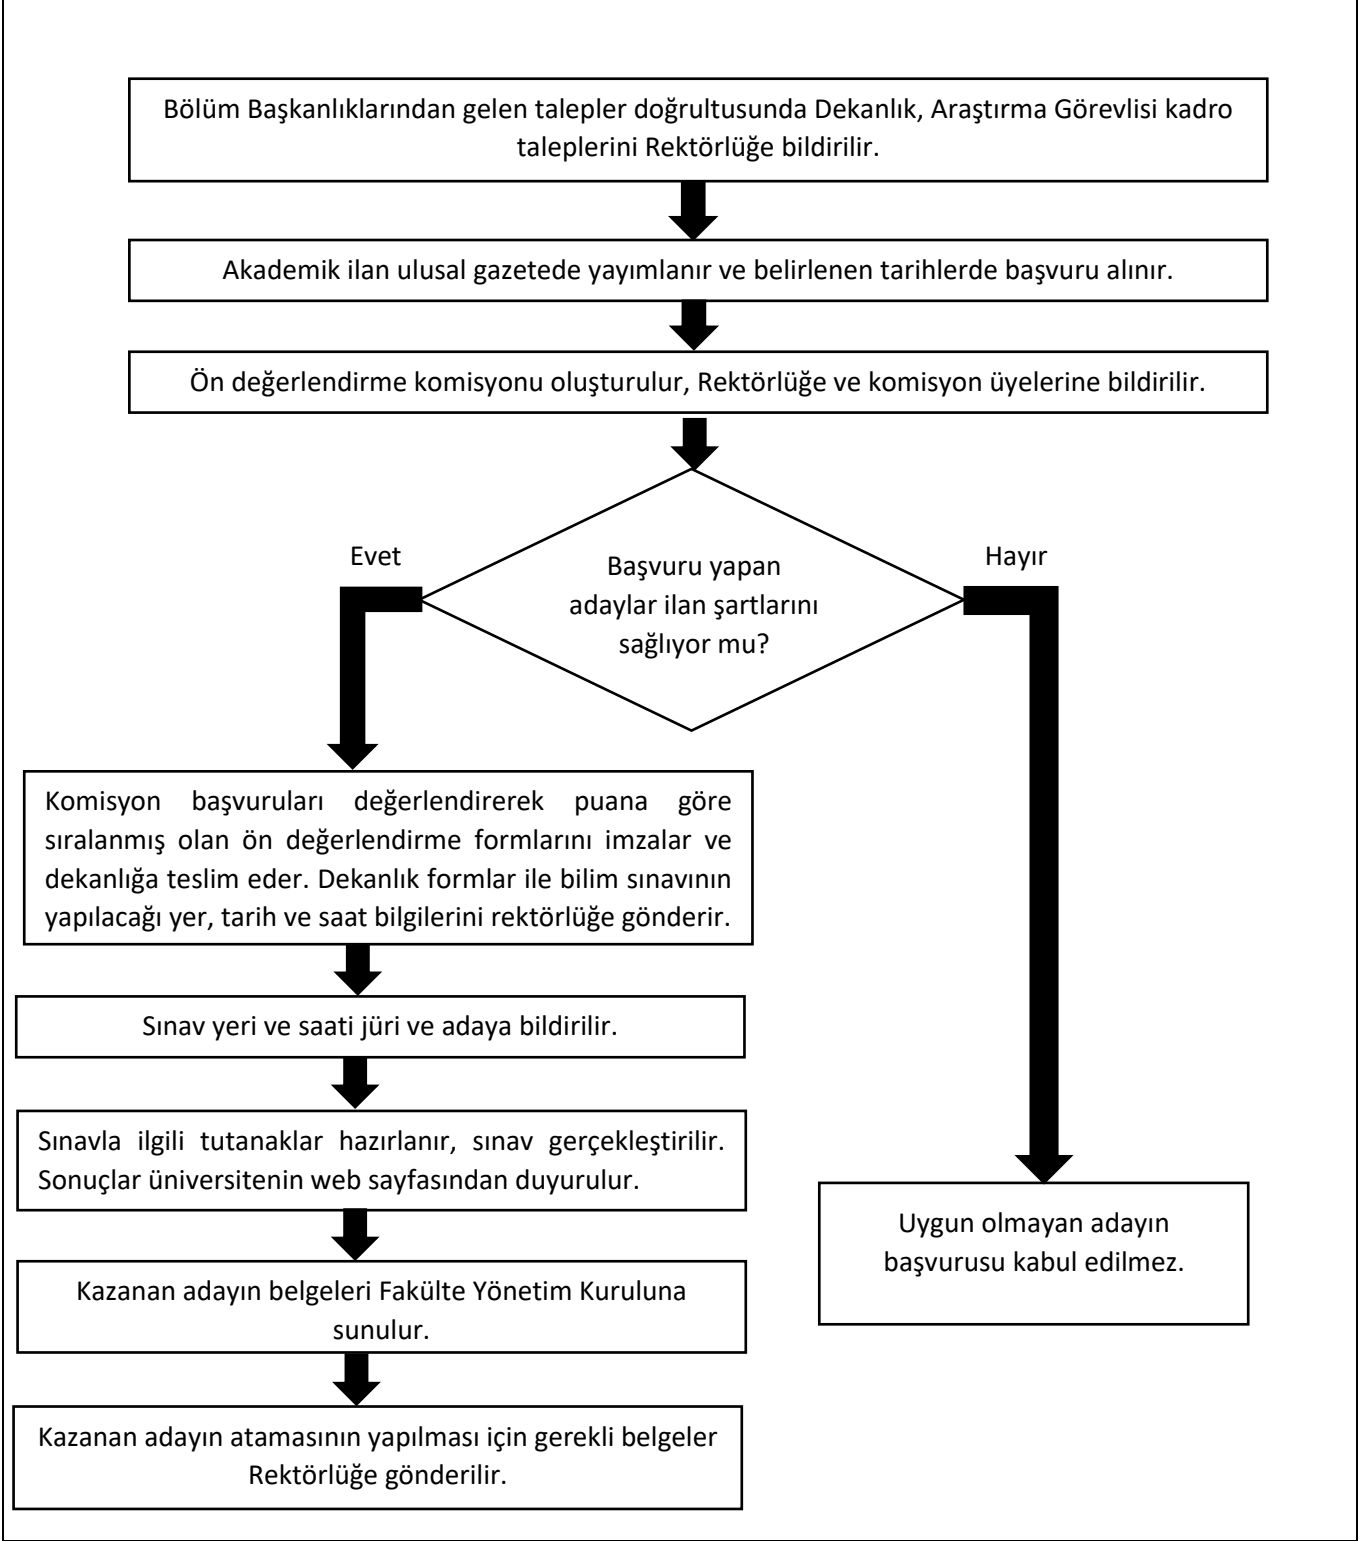 Bölüm Başkanlıklarından gelen talepler doğrultusunda Dekanlık, Araştırma Görevlisi kadro
taleplerini Rektörlüğe bildirilir.
Akademik ilan ulusal gazetede yayımlanır ve belirlenen tarihlerde başvuru alınır.
Ön değerlendirme komisyonu oluşturulur, Rektörlüğe ve komisyon üyelerine bildirilir.
Evet
Hayır
Başvuru yapan
adaylar ilan şartlarını
sağlıyor mu?
Komisyon başvuruları değerlendirerek puana göre
sıralanmış olan ön değerlendirme formlarını imzalar ve
dekanlığa teslim eder. Dekanlık formlar ile bilim sınavının
yapılacağı yer, tarih ve saat bilgilerini rektörlüğe gönderir.
Sınav yeri ve saati jüri ve adaya bildirilir.
Sınavla ilgili tutanaklar hazırlanır, sınav gerçekleştirilir.
Sonuçlar üniversitenin web sayfasından duyurulur.
Uygun olmayan adayın
başvurusu kabul edilmez.
Kazanan adayın belgeleri Fakülte Yönetim Kuruluna
sunulur.
Kazanan adayın atamasının yapılması için gerekli belgeler
Rektörlüğe gönderilir.